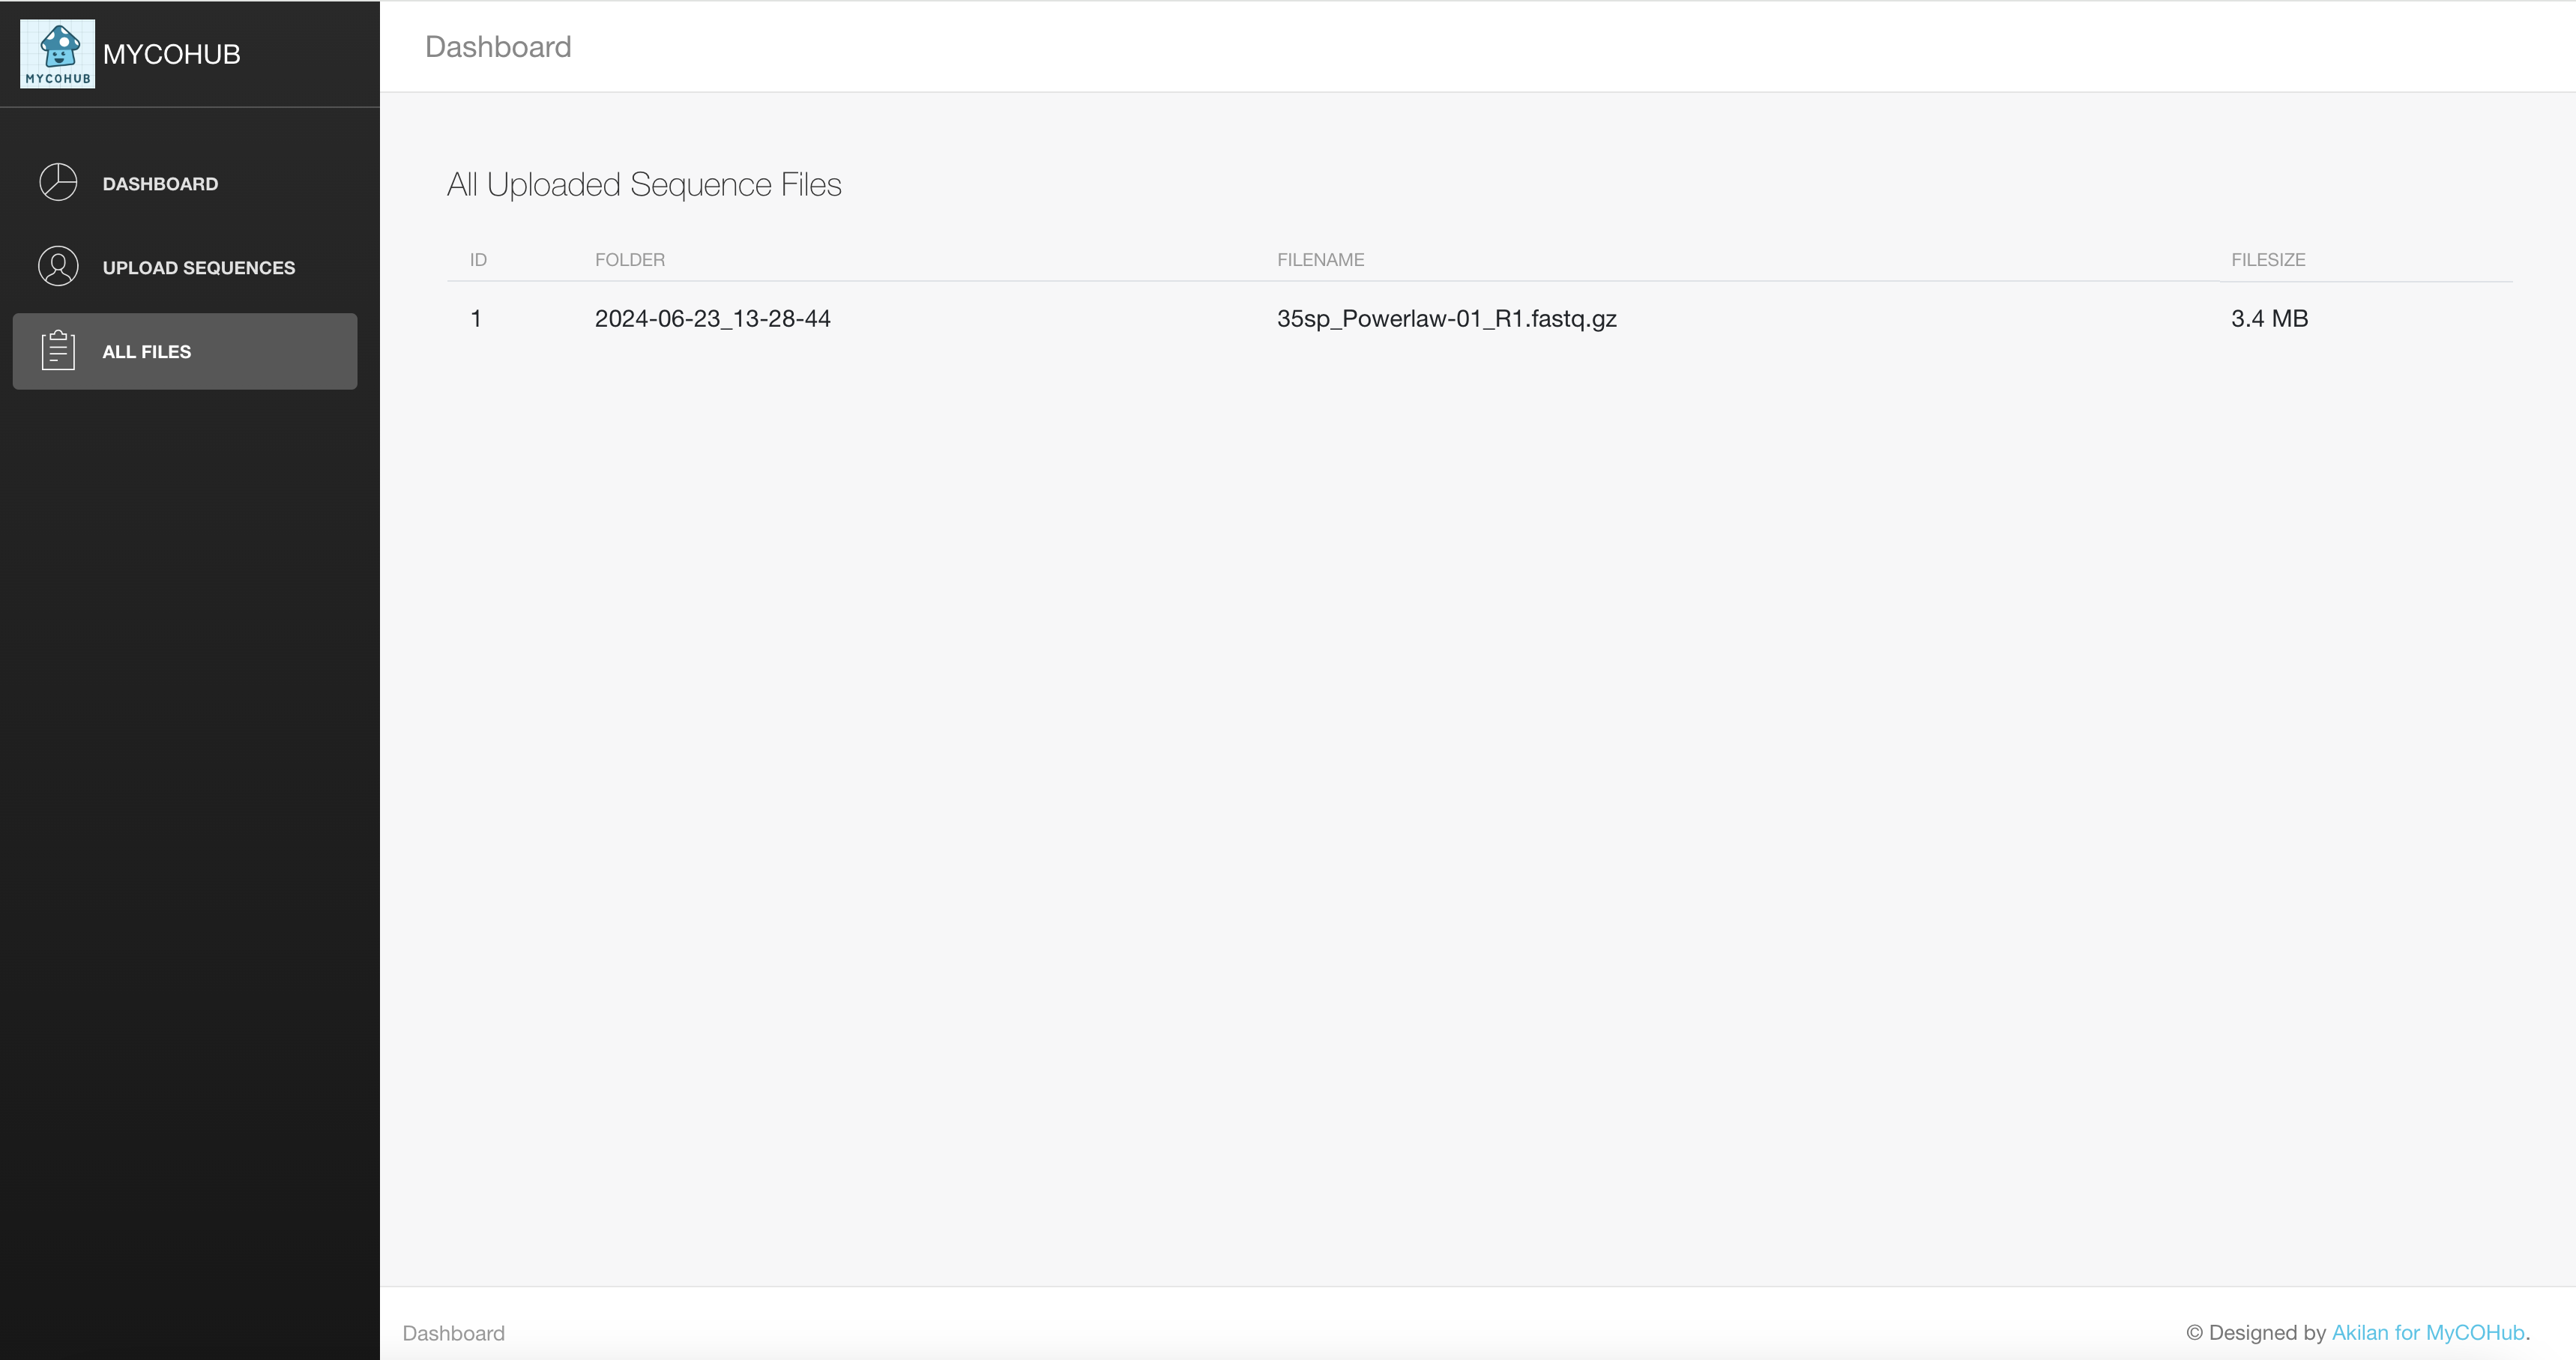 MYCOHUB
MYCOHUB
DASHBOARD
UPLOAD SEQUENCES
ALL FILES
Dashboard
All Uploaded Sequence Files
ID FOLDER FILENAME FILESIZE
1 2024-06-23_13-28-44 35sp_Powerlaw-01_R1.fastq.gz 3.4 MB
Dashboard
© Designed by Akilan for MyCOHub.